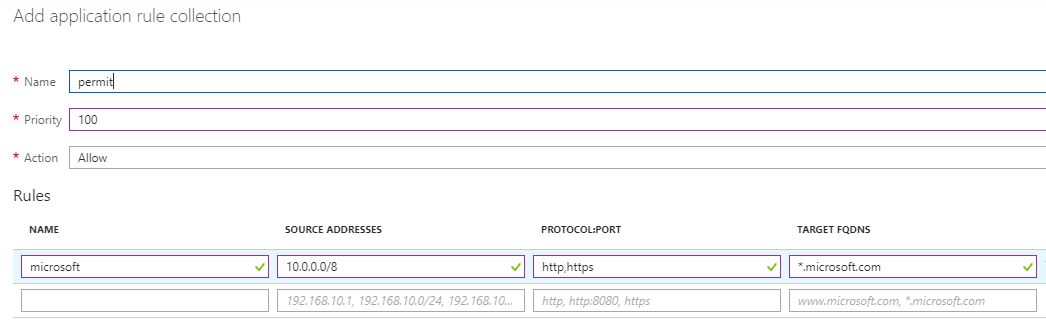 Add application rule collection
* Name permit
* Priority 100
* Action Allow
Rules
NAME SOURCE ADDRESSES PROTOCOL:PORT TARGET FQDNS
microsoft 10.0.0.0/8 http,https *.microsoft.com
192.168.10.1, 192.168.10.0/24, 192.168.10... http, http:8080, https www.microsoft.com, *.microsoft.com